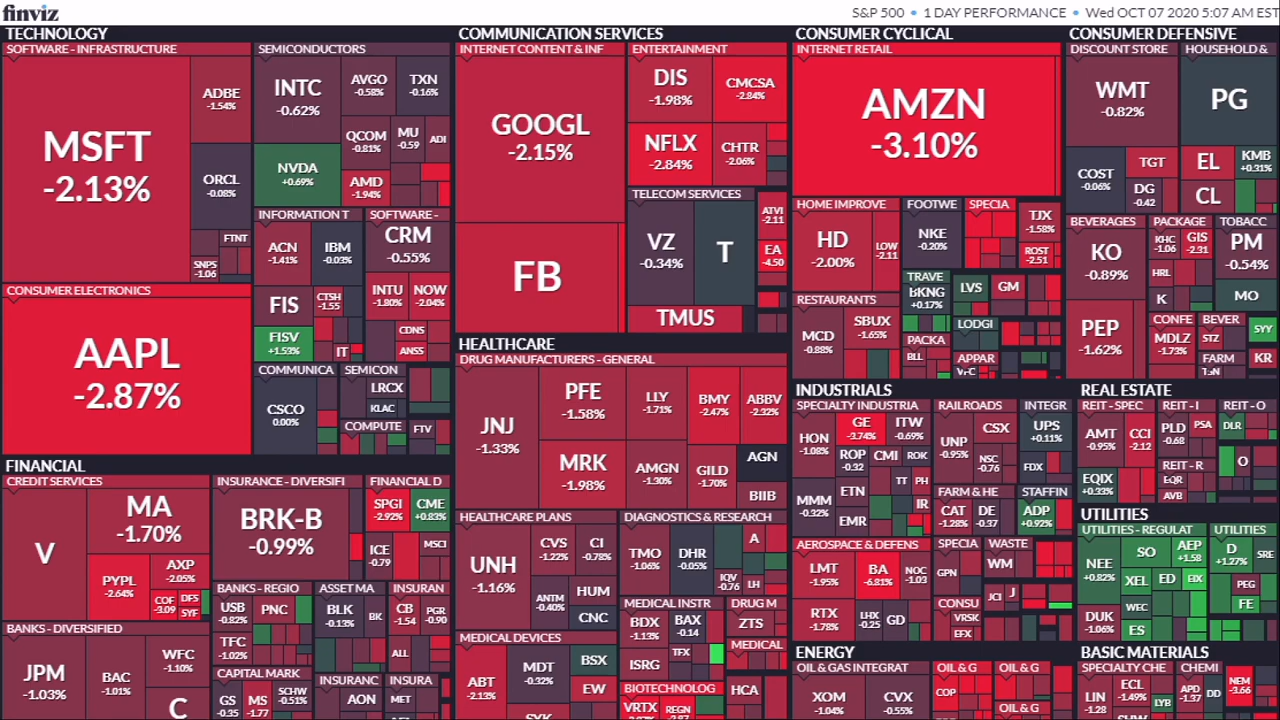 finviz
S&P 500 • 1 DAY PERFORMANCE • Wed OCT 07 2020 5:07 AM EST
TECHNOLOGY
SOFTWARE - INFRASTRUCTURE
MSFT
-2.13%
ADBE
-1.54%
ORCL
-0.08%
FTNT
SNPS
-1.06
SEMICONDUCTORS
INTC
-0.62%
AVGO
-0.58%
TXN
-0.16%
QCOM
-0.81%
MU
-0.59
ADI
NVDA
+0.69%
AMD
-1.94%
INFORMATION T
ACN
-1.41%
IBM
-0.03%
FIS
CTSH
-1.55
FISV
+1.53%
IT
SOFTWARE -
CRM
-0.55%
INTU
-1.80%
NOW
-2.04%
CDNS
ANSS
CONSUMER ELECTRONICS
AAPL
-2.87%
COMMUNICA
CSCO
0.00%
SEMICON
LRCX
KLAC
COMPUTE
FTV
COMMUNICATION SERVICES
INTERNET CONTENT & INF
GOOGL
-2.15%
FB
ENTERTAINMENT
DIS
-1.98%
CMCSA
-2.84%
NFLX
-2.84%
CHTR
-2.06%
TELECOM SERVICES
VZ
-0.34%
T
TMUS
ATVI
-2.11
EA
-4.50
CONSUMER CYCLICAL
INTERNET RETAIL
AMZN
-3.10%
HOME IMPROVE
HD
-2.00%
LOW
-2.11
FOOTWE
NKE
-0.20%
SPECIA
TJX
-1.58%
ROST
-2.51
RESTAURANTS
MCD
-0.88%
SBUX
-1.65%
TRAVE
BKNG
+0.17%
LVS
GM
PACKA
BLL
LODGI
APPAR
VFC
CONSUMER DEFENSIVE
DISCOUNT STORE
WMT
-0.82%
COST
-0.06%
TGT
DG
-0.42
HOUSEHOLD &
PG
EL
KMB
+0.31%
CL
BEVERAGES
KO
-0.89%
PEP
-1.62%
PACKAGE
KHC
-1.06
GIS
-2.31
HRL
K
TOBACC
PM
-0.54%
MO
CONFE
MDLZ
-1.73%
BEVER
STZ
FARM
TSN
SYY
KR
FINANCIAL
CREDIT SERVICES
V
MA
-1.70%
PYPL
-2.64%
AXP
-2.05%
COF
-3.09
DFS
SYF
INSURANCE - DIVERSIFI
BRK-B
-0.99%
FINANCIAL D
SPGI
-2.92%
CME
+0.83%
ICE
-0.79
MSCI
BANKS - DIVERSIFIED
JPM
-1.03%
BAC
-1.01%
WFC
-1.10%
C
BANKS - REGIO
USB
-0.82%
PNC
TFC
-1.02%
ASSET MA
BLK
-0.13%
BK
INSURAN
CB
-1.54
PGR
-0.90
ALL
CAPITAL MARK
GS
-0.35
MS
-1.77
SCHW
-0.51%
INSURANC
AON
INSURA
MET
HEALTHCARE
DRUG MANUFACTURERS - GENERAL
JNJ
-1.33%
PFE
-1.58%
LLY
-1.71%
BMY
-2.47%
ABBV
-2.32%
MRK
-1.98%
AMGN
-1.30%
GILD
-1.70%
AGN
BIIB
HEALTHCARE PLANS
UNH
-1.16%
CVS
-1.22%
CI
-0.78%
ANTM
-0.40%
HUM
CNC
DIAGNOSTICS & RESEARCH
TMO
-1.06%
DHR
-0.05%
A
IQV
-0.76
LH
MEDICAL DEVICES
ABT
-2.13%
MDT
-0.32%
SYK
BSX
EW
MEDICAL INSTR
BDX
-1.13%
BAX
-0.14
TFX
ISRG
DRUG M
ZTS
MEDICAL
HCA
BIOTECHNOLOG
VRTX
REGN
INDUSTRIALS
SPECIALTY INDUSTRIA
HON
-1.08%
GE
-3.74%
ITW
-0.69%
ROP
-0.32
CMI
ROK
MMM
-0.32%
ETN
TT
PH
IR
EMR
RAILROADS
UNP
-0.95%
CSX
NSC
-0.76
INTEGR
UPS
+0.11%
FDX
FARM & HE
CAT
-1.28%
DE
-0.37
STAFFIN
ADP
+0.92%
AEROSPACE & DEFENS
LMT
-1.95%
BA
-6.81%
NOC
-1.03
RTX
-1.78%
LHX
-0.25
GD
SPECIA
GPN
WASTE
WM
CONSU
VRSK
EFX
JCI
J
ENERGY
OIL & GAS INTEGRAT
XOM
-1.04%
CVX
-0.55%
OIL & G
COP
OIL & G
OIL & G
REAL ESTATE
REIT - SPEC
AMT
-0.95%
CCI
-2.12
EQIX
+0.33%
REIT - I
PLD
-0.68
PSA
REIT - O
DLR
O
REIT - R
EQR
AVB
UTILITIES
UTILITIES - REGULAT
NEE
+0.82%
SO
AEP
+1.58
XEL
ED
EIX
DUK
-1.06%
WEC
ES
UTILITIES
D
+1.27%
SRE
PEG
FE
BASIC MATERIALS
SPECIALTY CHE
LIN
-1.28
ECL
-1.49%
LYB
CHEMI
APD
-1.37
DD
NEM
-3.66